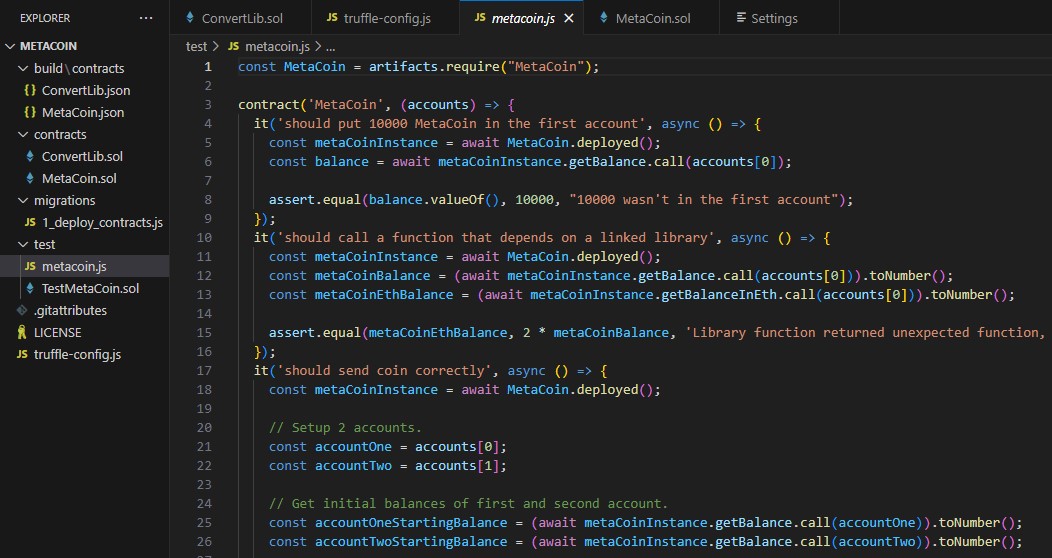 EXPLORER
...
METACOIN
build\contracts
{} ConvertLib.json
{} MetaCoin.json
contracts
ConvertLib.sol
MetaCoin.sol
migrations
JS 1_deploy_contracts.js
test
JS metacoin.js
TestMetaCoin.sol
.gitattributes
LICENSE
JS truffle-config.js
ConvertLib.sol
JS truffle-config.js
JS metacoin.js
MetaCoin.sol
Settings
test > JS metacoin.js > ...
1 const MetaCoin = artifacts.require("MetaCoin");
2
3 contract('MetaCoin', (accounts) => {
4 it('should put 10000 MetaCoin in the first account', async () => {
5 const metaCoinInstance = await MetaCoin.deployed();
6 const balance = await metaCoinInstance.getBalance.call(accounts[0]);
7
8 assert.equal(balance.valueOf(), 10000, "10000 wasn't in the first account");
9 });
10 it('should call a function that depends on a linked library', async () => {
11 const metaCoinInstance = await MetaCoin.deployed();
12 const metaCoinBalance = (await metaCoinInstance.getBalance.call(accounts[0])).toNumber();
13 const metaCoinEthBalance = (await metaCoinInstance.getBalanceInEth.call(accounts[0])).toNumber();
14
15 assert.equal(metaCoinEthBalance, 2 * metaCoinBalance, 'Library function returned unexpected function,
16 });
17 it('should send coin correctly', async () => {
18 const metaCoinInstance = await MetaCoin.deployed();
19
20 // Setup 2 accounts.
21 const accountOne = accounts[0];
22 const accountTwo = accounts[1];
23
24 // Get initial balances of first and second account.
25 const accountOneStartingBalance = (await metaCoinInstance.getBalance.call(accountOne)).toNumber();
26 const accountTwoStartingBalance = (await metaCoinInstance.getBalance.call(accountTwo)).toNumber();